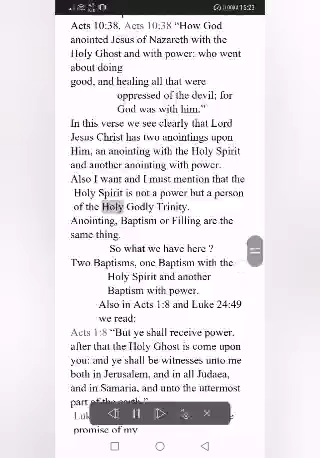 15:23
Acts 10:38. Acts 10:38 “How God
anointed Jesus of Nazareth with the
Holy Ghost and with power: who went
about doing
good, and healing all that were
oppressed of the devil; for
God was with him.”
In this verse we see clearly that Lord
Jesus Christ has two anointings upon
Him, an anointing with the Holy Spirit
and another anointing with power.
Also I want and I must mention that the
Holy Spirit is not a power but a person
of the Holy Godly Trinity.
Anointing, Baptism or Filling are the
same thing.
So what we have here ?
Two Baptisms, one Baptism with the
Holy Spirit and another
Baptism with power.
Also in Acts 1:8 and Luke 24:49
we read:
Acts 1:8 “But ye shall receive power,
after that the Holy Ghost is come upon
you: and ye shall be witnesses unto me
both in Jerusalem, and in all Judaea,
and in Samaria, and unto the uttermost
part of the earth.”
promise of my